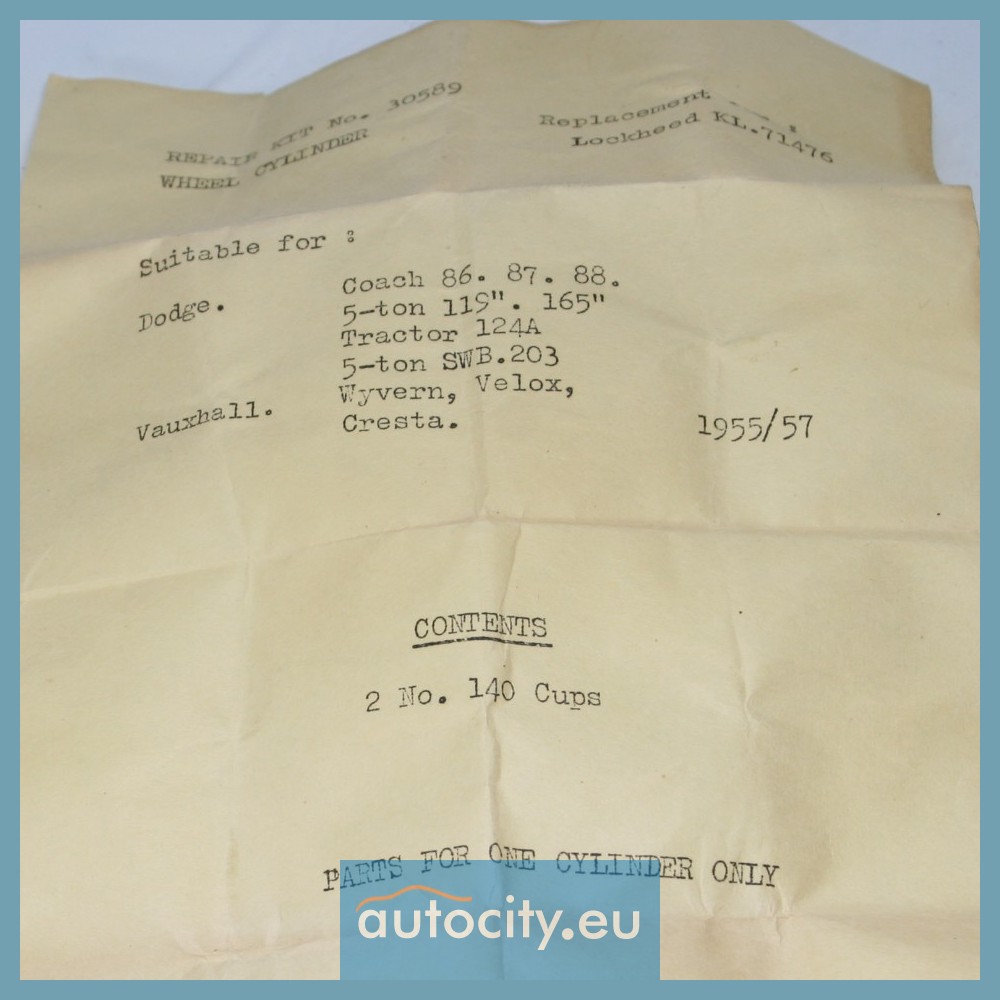 REPAIR KIT No. 30589
WHEEL CYLINDER
Replacement
Lockheed KL.71476
Suitable for :
Dodge. Coach 86. 87. 88.
5-ton 119". 165"
Tractor 124A
5-ton SWB.203
Vauxhall. Wyvern, Velox,
Cresta. 1955/57
CONTENTS
2 No. 140 Cups
PARTS FOR ONE CYLINDER ONLY
autocity.eu